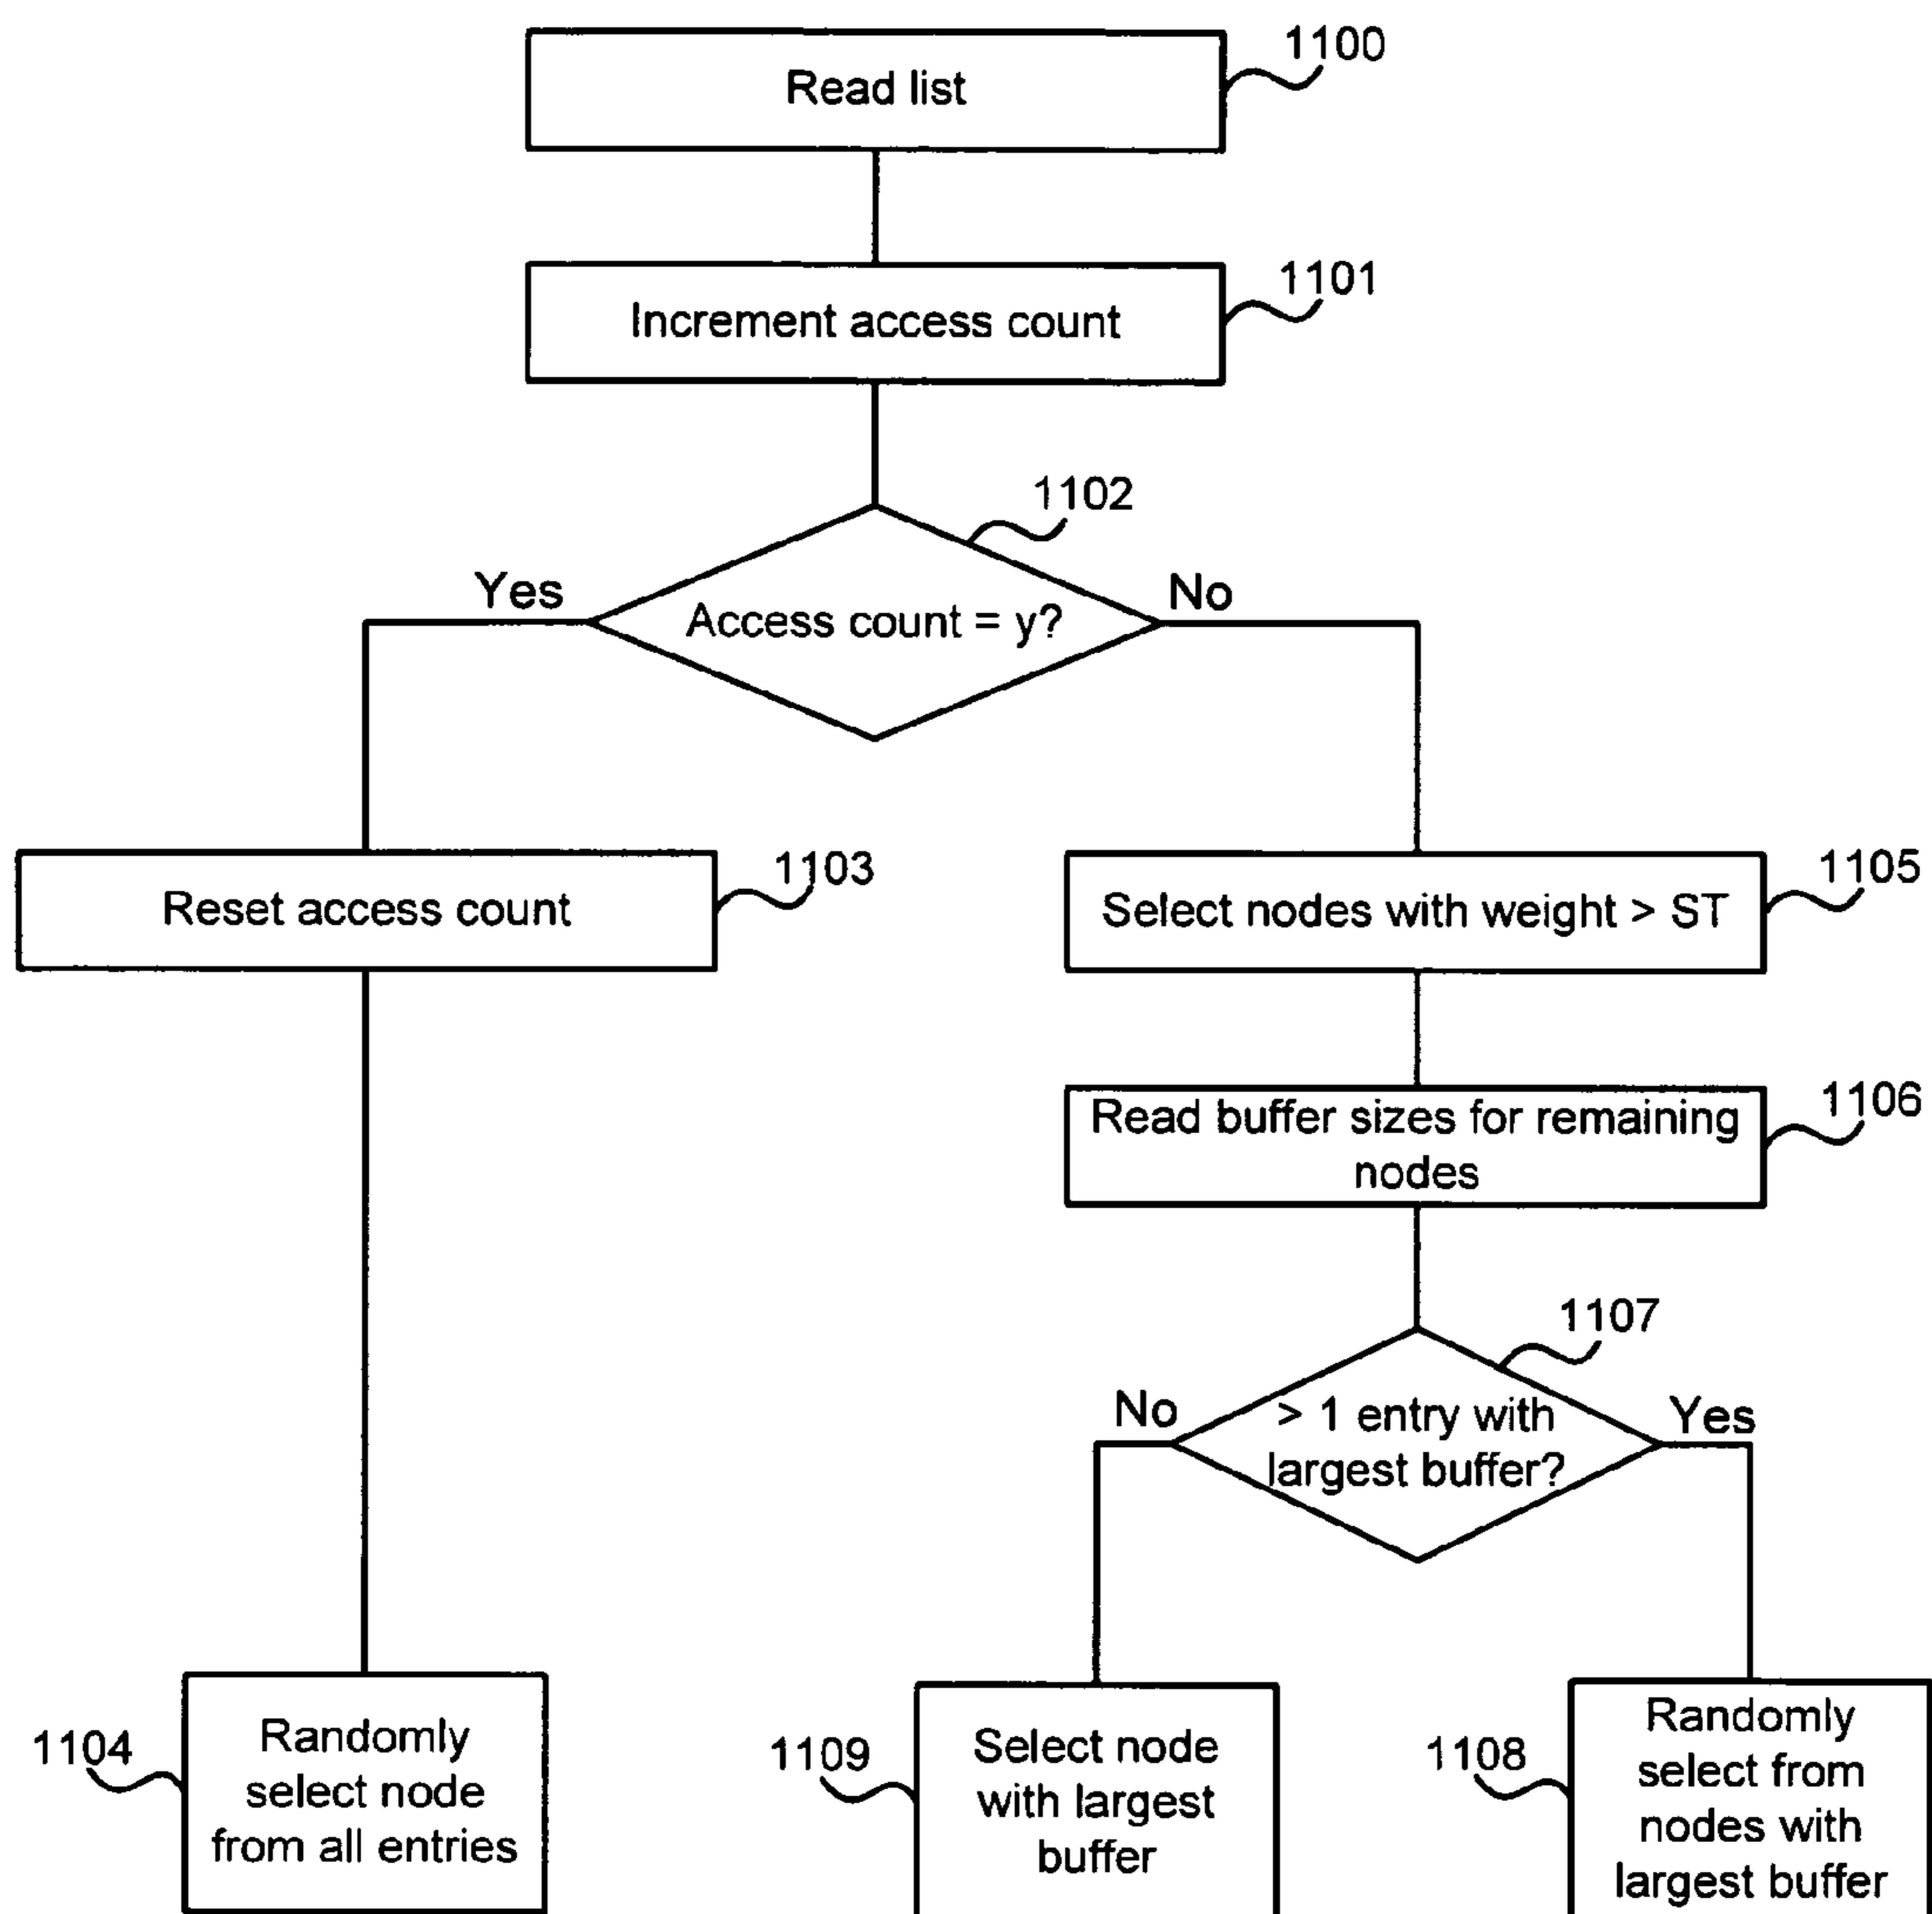 1100
Read list
1101
Increment access count
1102
Yes
No
Access count = y?
1103
Reset access count
1105
Select nodes with weight > ST
1106
Read buffer sizes for remaining
nodes
1107
No
> 1 entry with
largest buffer?
Yes
1104
Randomly
select node
from all entries
1109
Select node
with largest
buffer
1108
Randomly
select from
nodes with
largest buffer